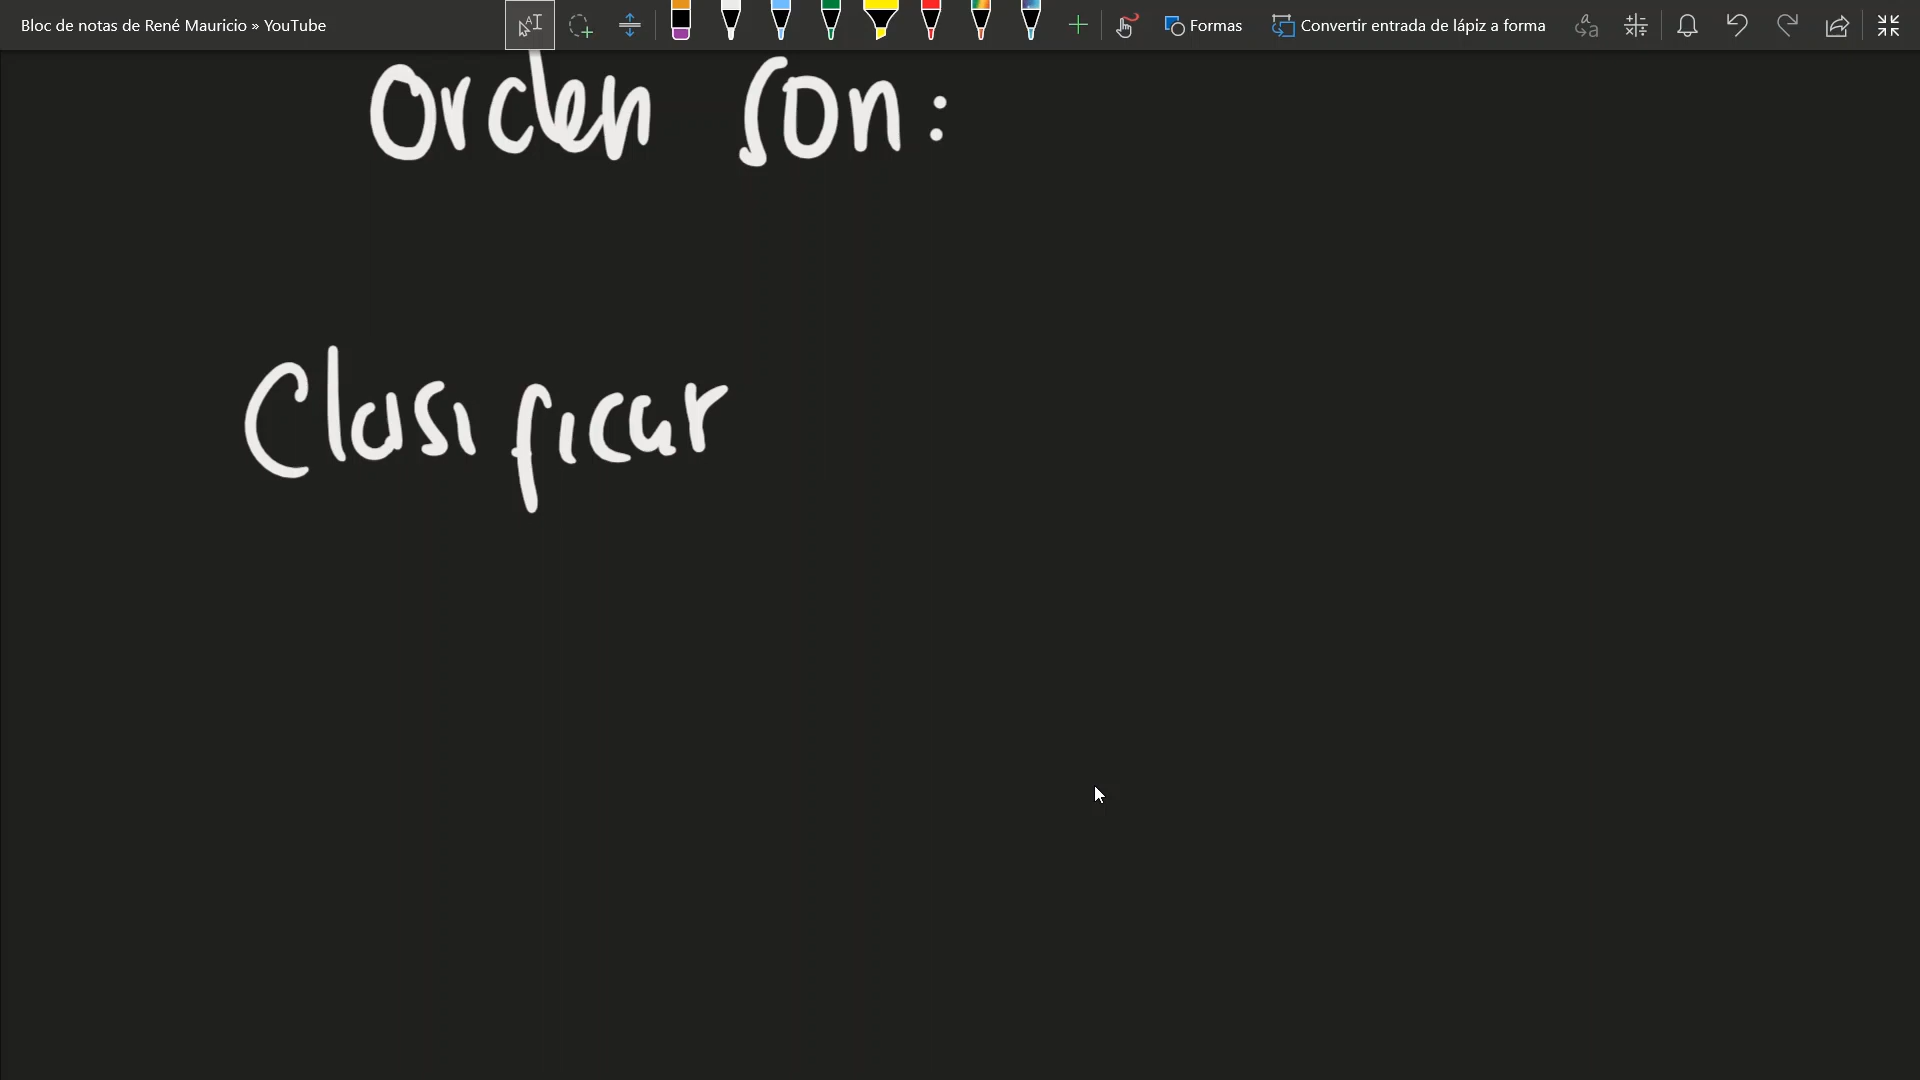 Bloc de notas de René Mauricio » YouTube
Formas
Convertir entrada de lápiz a forma
Orden son:
Clasificar